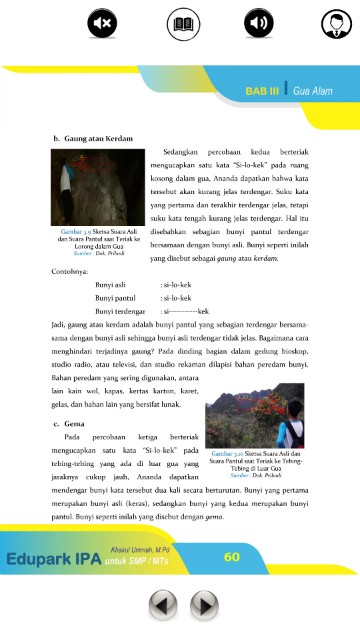 BAB III | Gua Alam
b. Gaung atau Kerdam
Sedangkan percobaan kedua berteriak
mengucapkan satu kata "Si-lo-kek" pada ruang
kosong dalam gua, Ananda dapatkan bahwa kata
tersebut akan kurang jelas terdengar. Suku kata
yang pertama dan terakhir terdengar jelas, tetapi
suku kata tengah kurang jelas terdengar. Hal itu
disebabkan sebagian bunyi pantul terdengar
bersamaan dengan bunyi asli. Bunyi seperti inilah
yang disebut sebagai gaung atau kerdam.
Gambar 3.9 Sketsa Suara Asli
dan Suara Pantul saat Teriak ke
Lorong dalam Gua
Sumber : Dok. Pribadi
Contohnya:
Bunyi asli : si-lo-kek
Bunyi pantul : si-lo-kek
Bunyi terdengar : si-----------kek
Jadi, gaung atau kerdam adalah bunyi pantul yang sebagian terdengar bersama-
sama dengan bunyi asli sehingga bunyi asli terdengar tidak jelas. Bagaimana cara
menghindari terjadinya gaung? Pada dinding bagian dalam gedung bioskop,
studio radio, atau televisi, dan studio rekaman dilapisi bahan peredam bunyi.
Bahan peredam yang sering digunakan, antara
lain kain wol, kapas, kertas karton, karet,
gelas, dan bahan lain yang bersifat lunak.
c. Gema
Pada percobaan ketiga berteriak
mengucapkan satu kata "Si-lo-kek" pada
tebing-tebing yang ada di luar gua yang
jaraknya cukup jauh, Ananda dapatkan
Gambar 3.10 Sketsa Suara Asli dan
Suara Pantul saat Teriak ke Tebing-
Tebing di Luar Gua
Sumber : Dok. Pribadi
mendengar bunyi kata tersebut dua kali secara berturutan. Bunyi yang pertama
merupakan bunyi asli (keras), sedangkan bunyi yang kedua merupakan bunyi
pantul. Bunyi seperti inilah yang disebut dengan gema.
Khairul Ummah, M.Pd
Edupark IPA untuk SMP / MTs
60